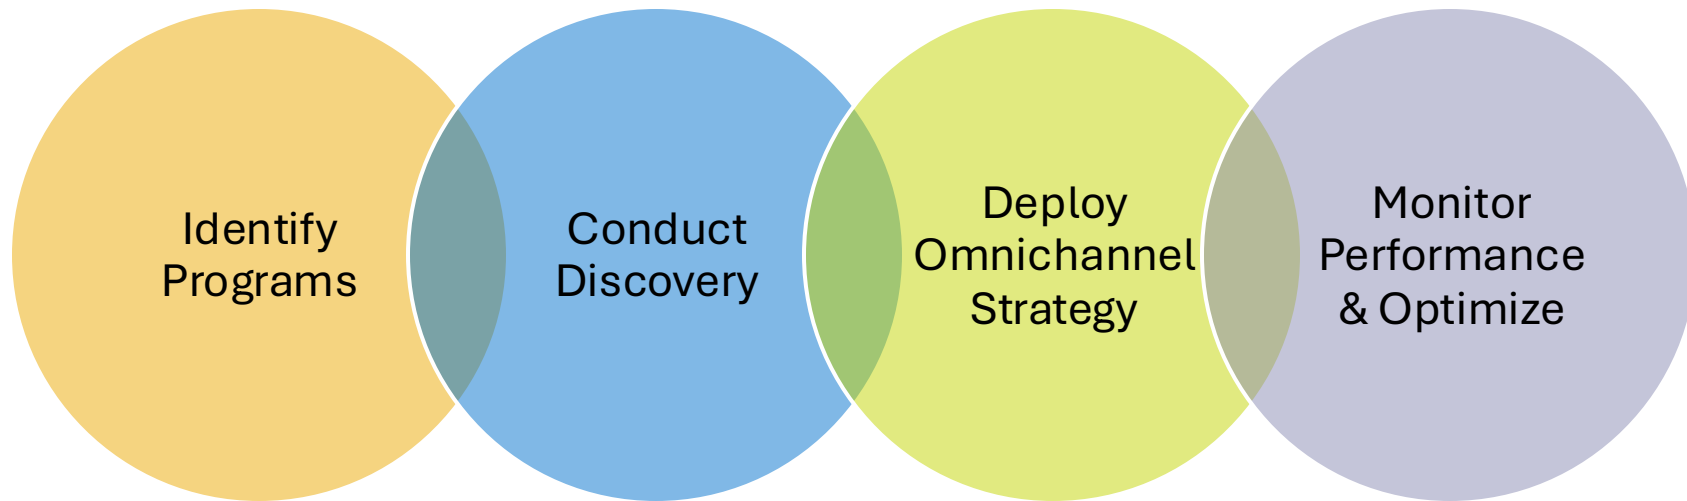 Identify
Programs
Conduct
Discovery
Deploy
Omnichannel
Strategy
Monitor
Performance
& Optimize